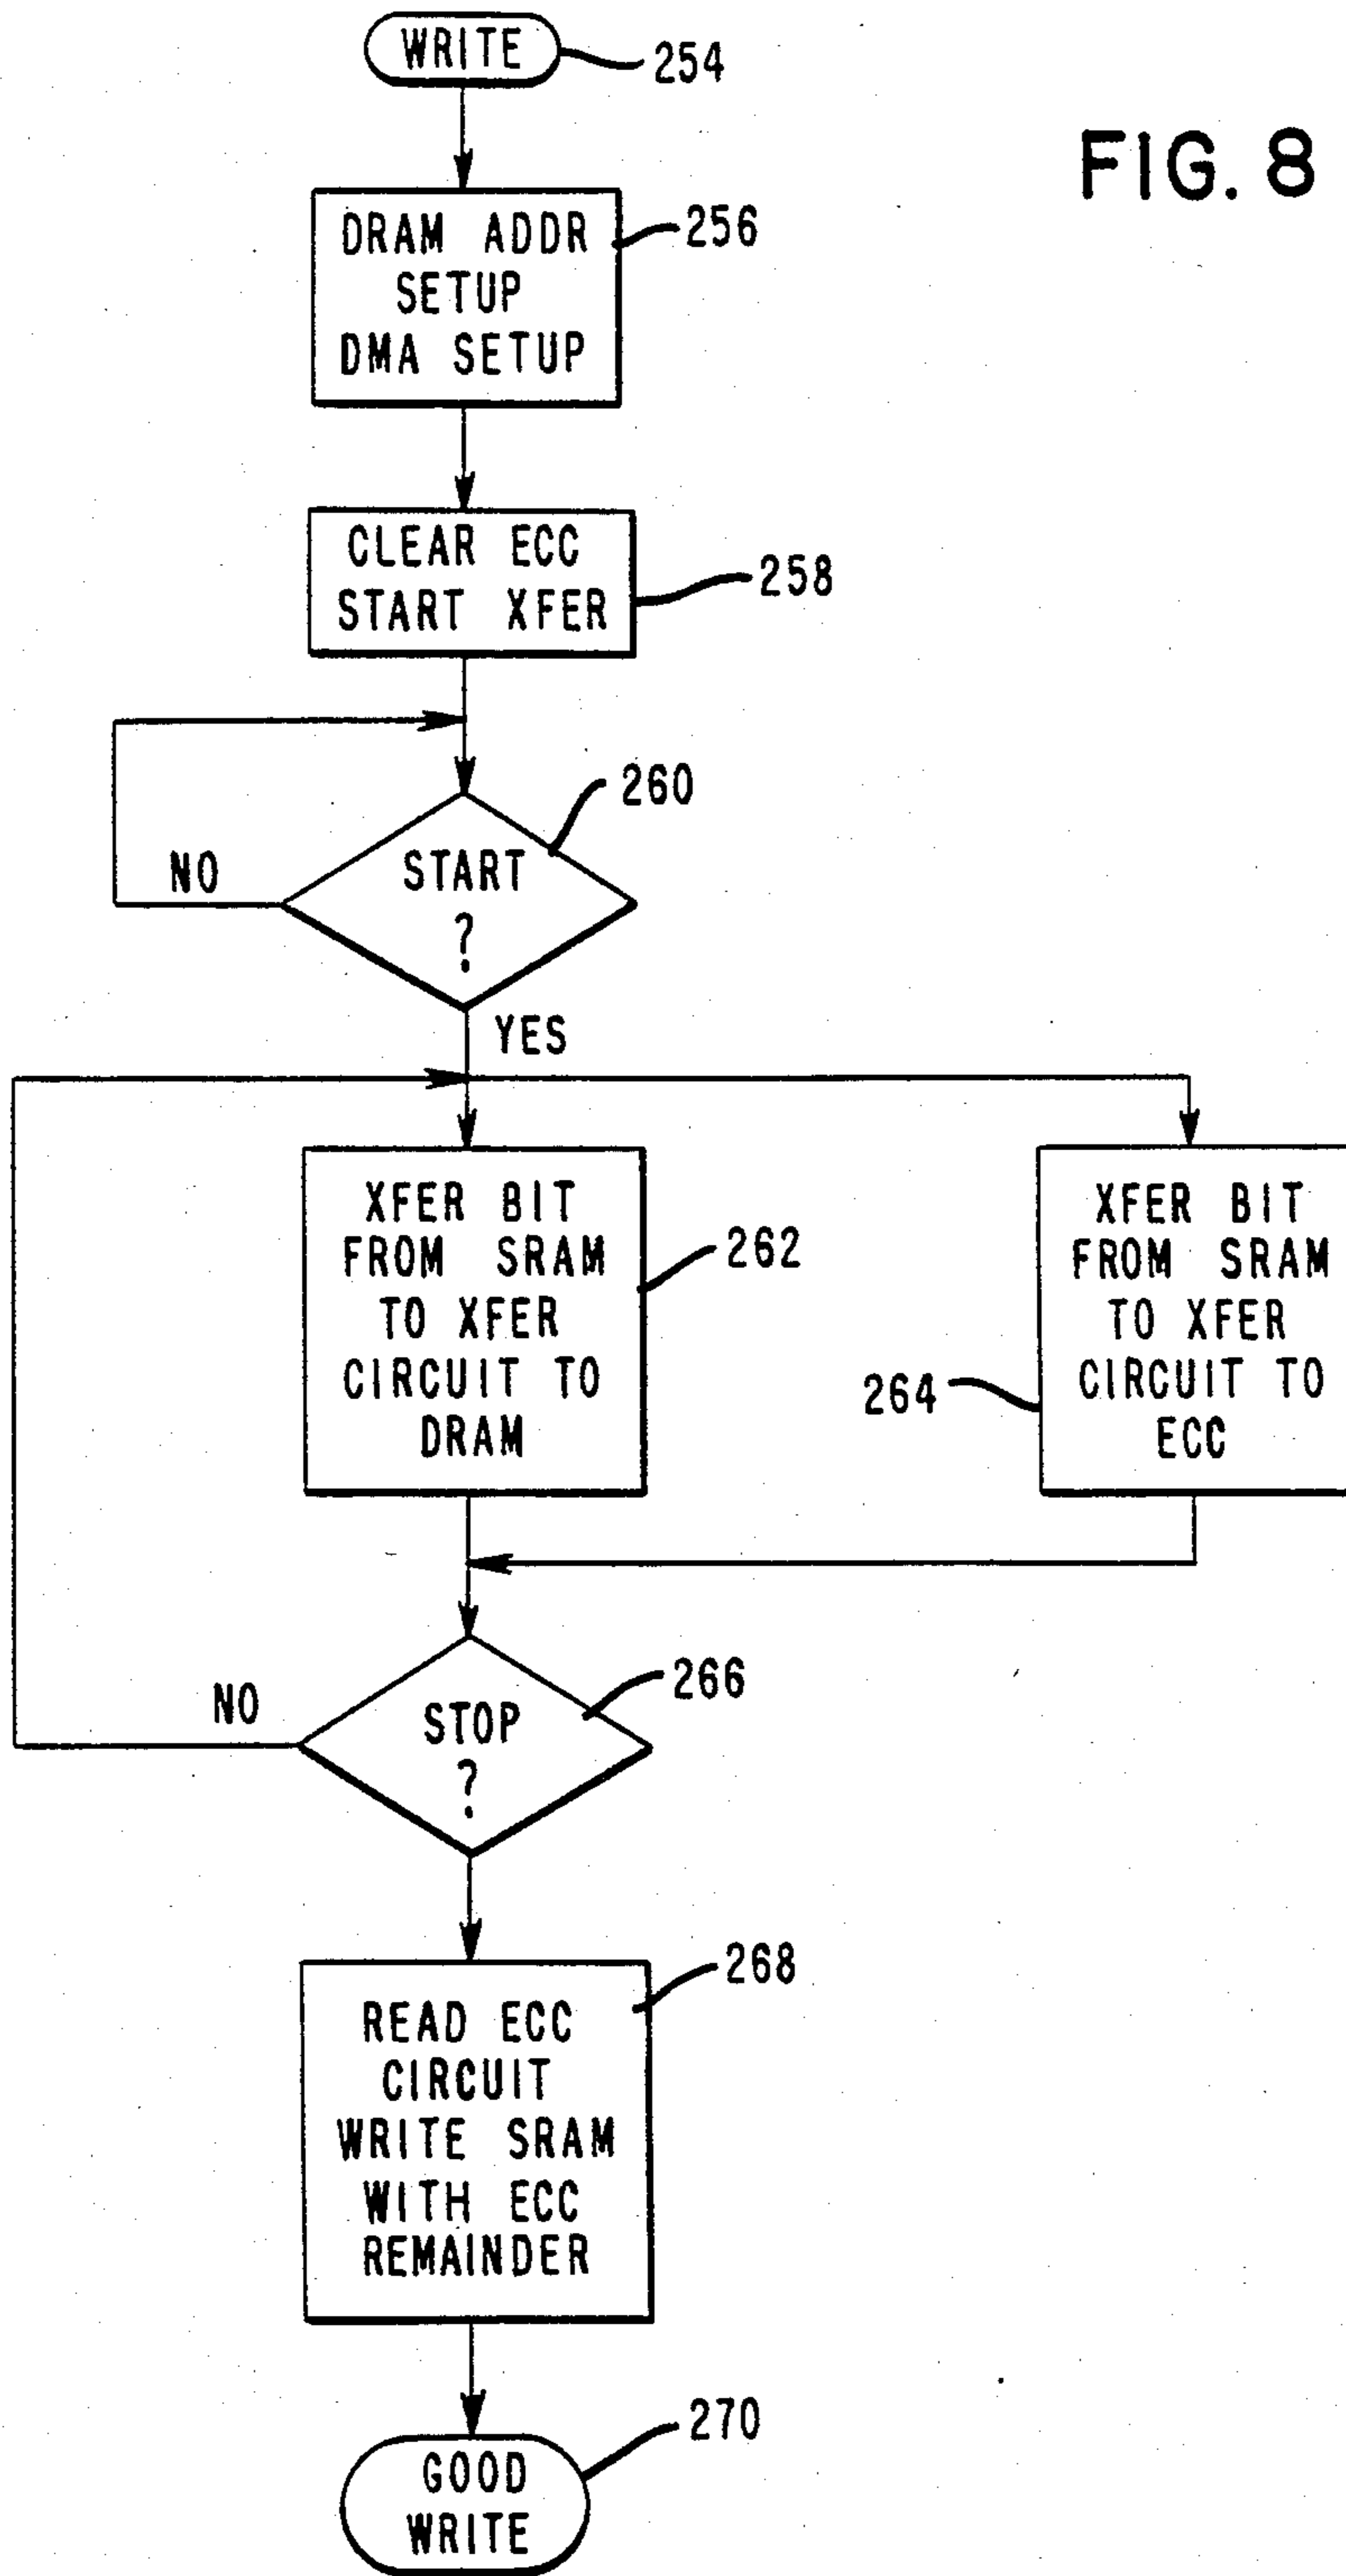 FIG. 8
WRITE
254
DRAM ADDR
SETUP
DMA SETUP
256
CLEAR ECC
START XFER
258
START
?
260
NO
YES
XFER BIT
FROM SRAM
TO XFER
CIRCUIT TO
DRAM
262
XFER BIT
FROM SRAM
TO XFER
CIRCUIT TO
ECC
264
STOP
?
266
NO
READ ECC
CIRCUIT
WRITE SRAM
WITH ECC
REMAINDER
268
GOOD
WRITE
270